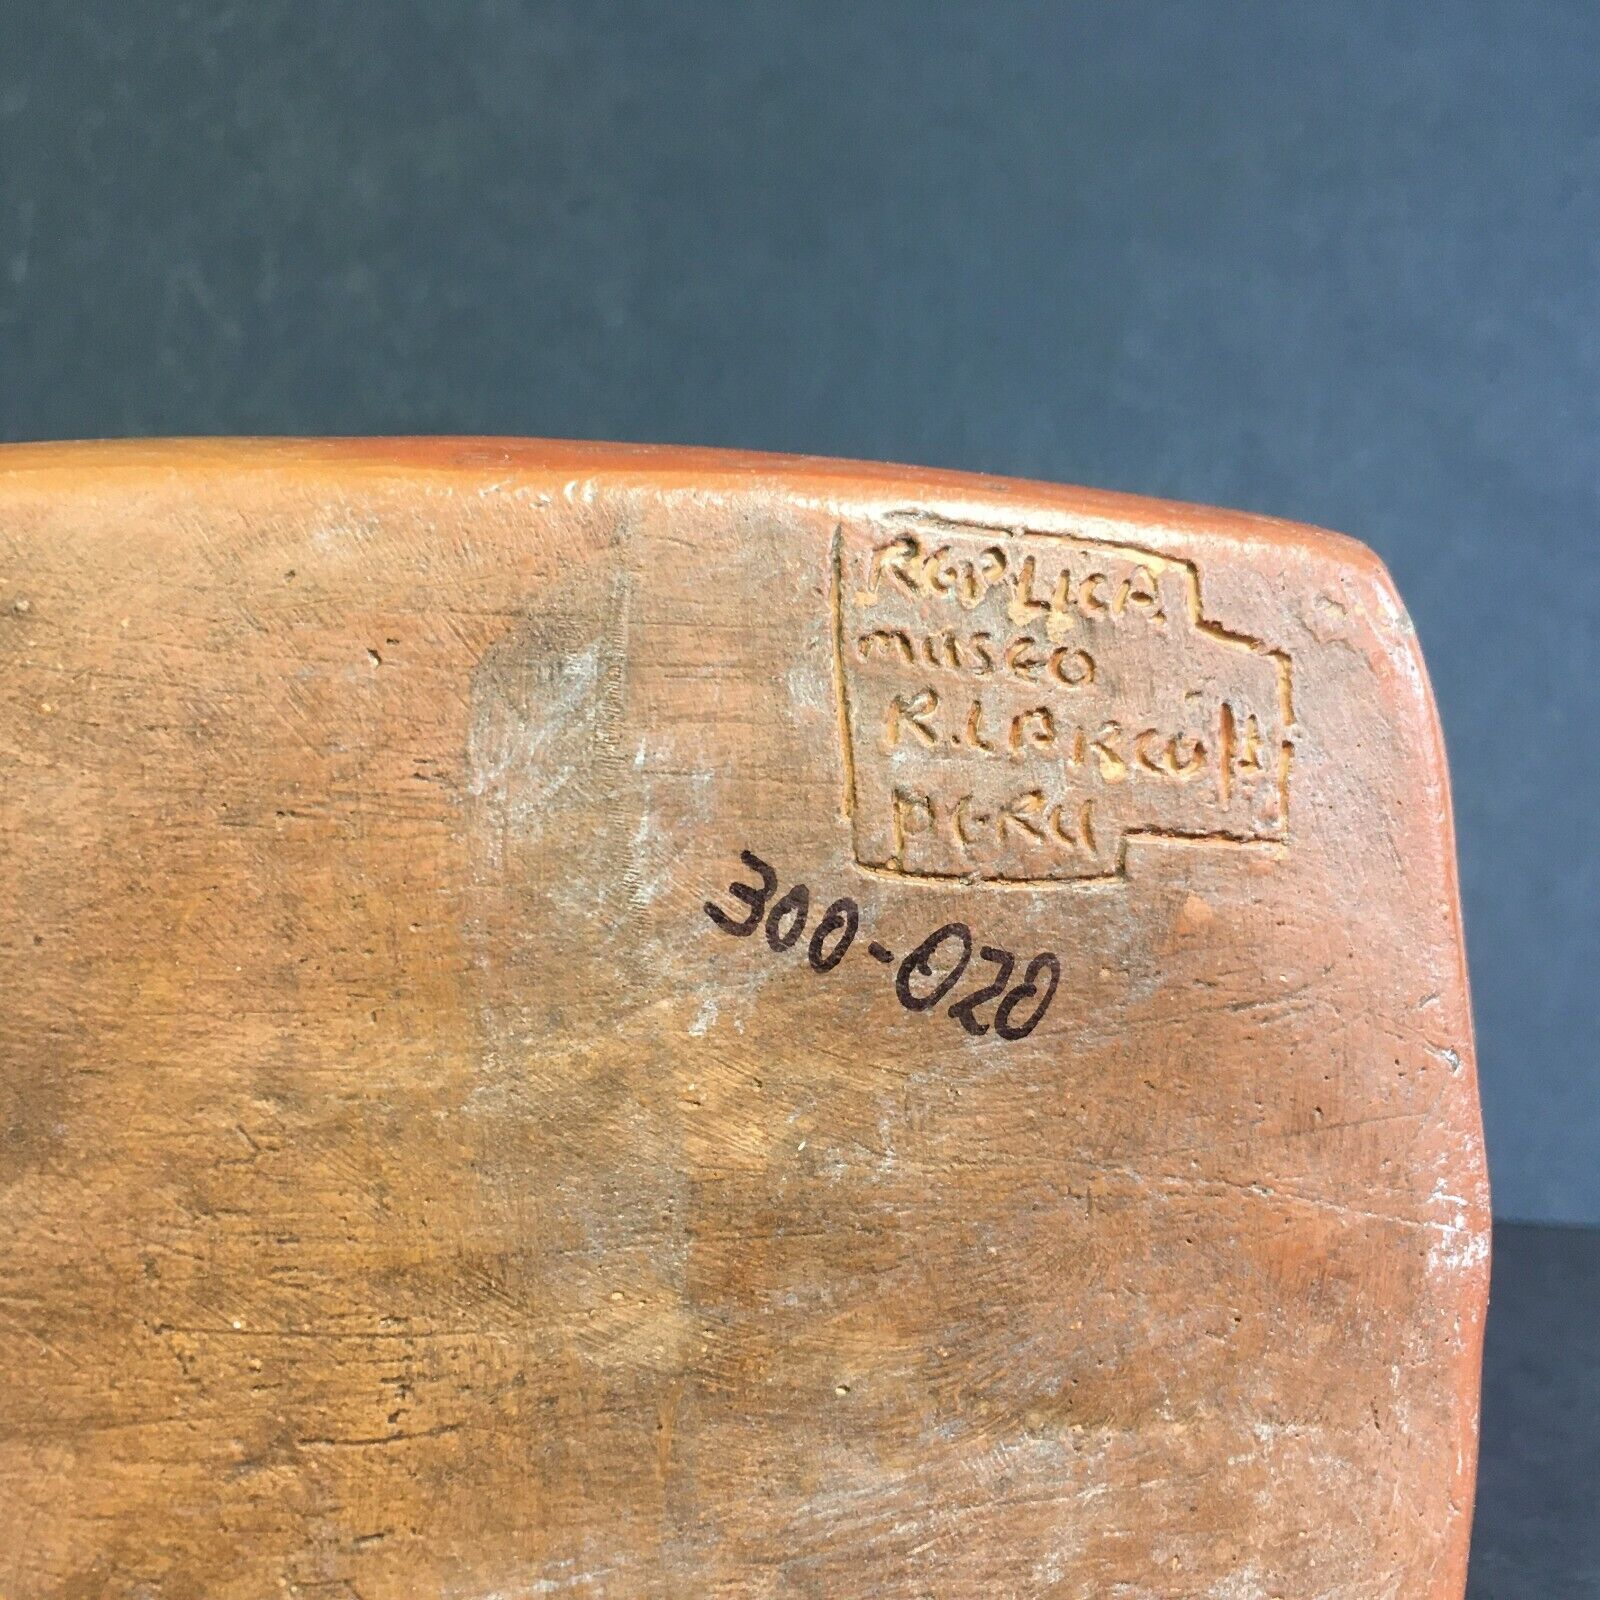 REPLICA
MUSEO
R. LARCO H
PERU
300-020